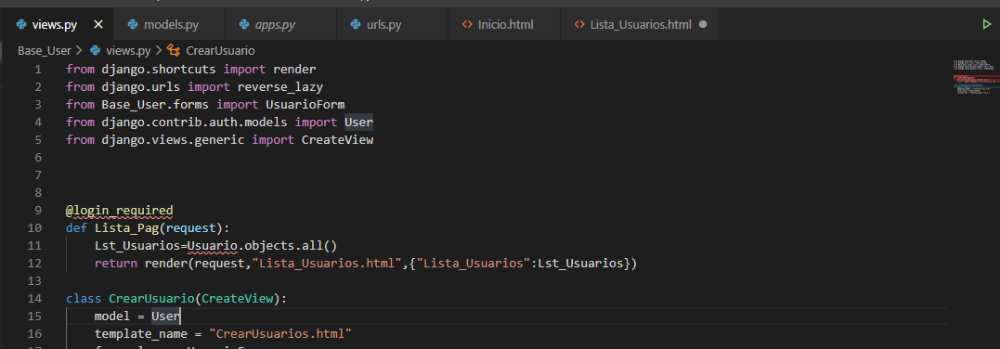 views.py models.py apps.py urls.py Inicio.html Lista_Usuarios.html
Base_User > views.py > CrearUsuario
1 from django.shortcuts import render
2 from django.urls import reverse_lazy
3 from Base_User.forms import UsuarioForm
4 from django.contrib.auth.models import User
5 from django.views.generic import CreateView
6
7
8
9 @login_required
10 def Lista_Pag(request):
11 Lst_Usuarios=Usuario.objects.all()
12 return render(request,"Lista_Usuarios.html",{"Lista_Usuarios":Lst_Usuarios})
13
14 class CrearUsuario(CreateView):
15 model = User
16 template_name = "CrearUsuarios.html"